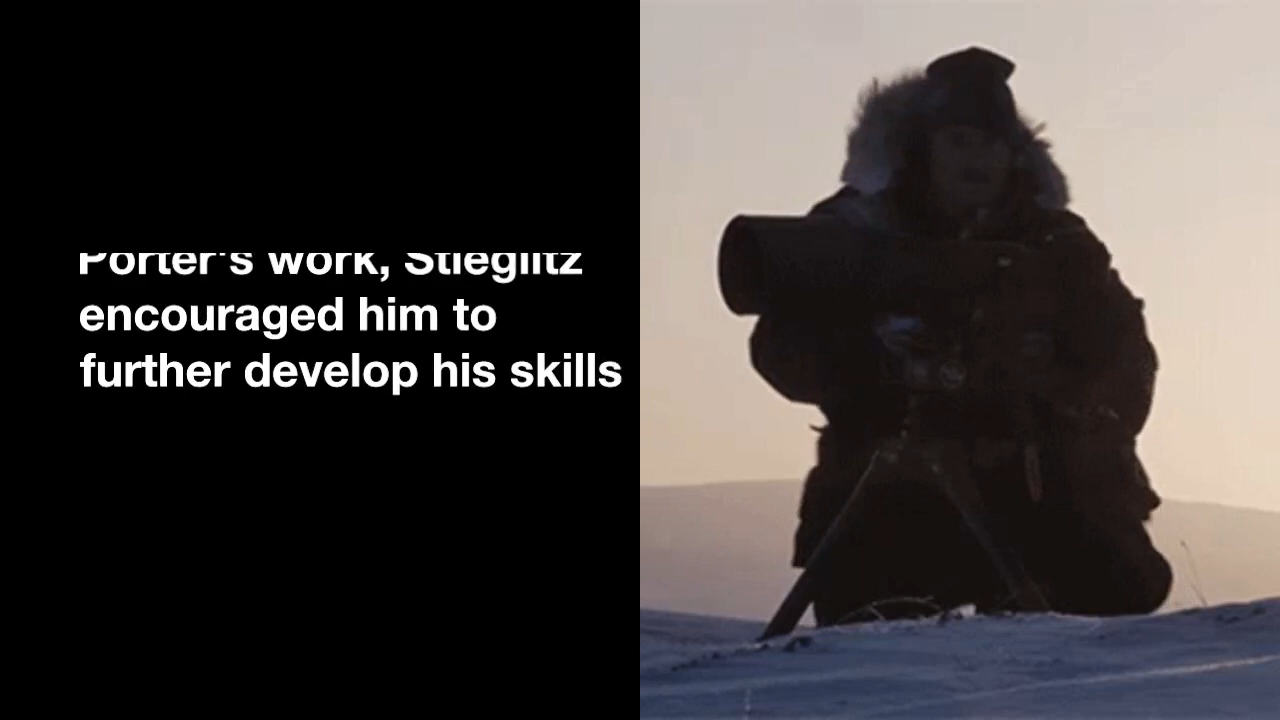 Porter's work, Stieglitz
encouraged him to
further develop his skills